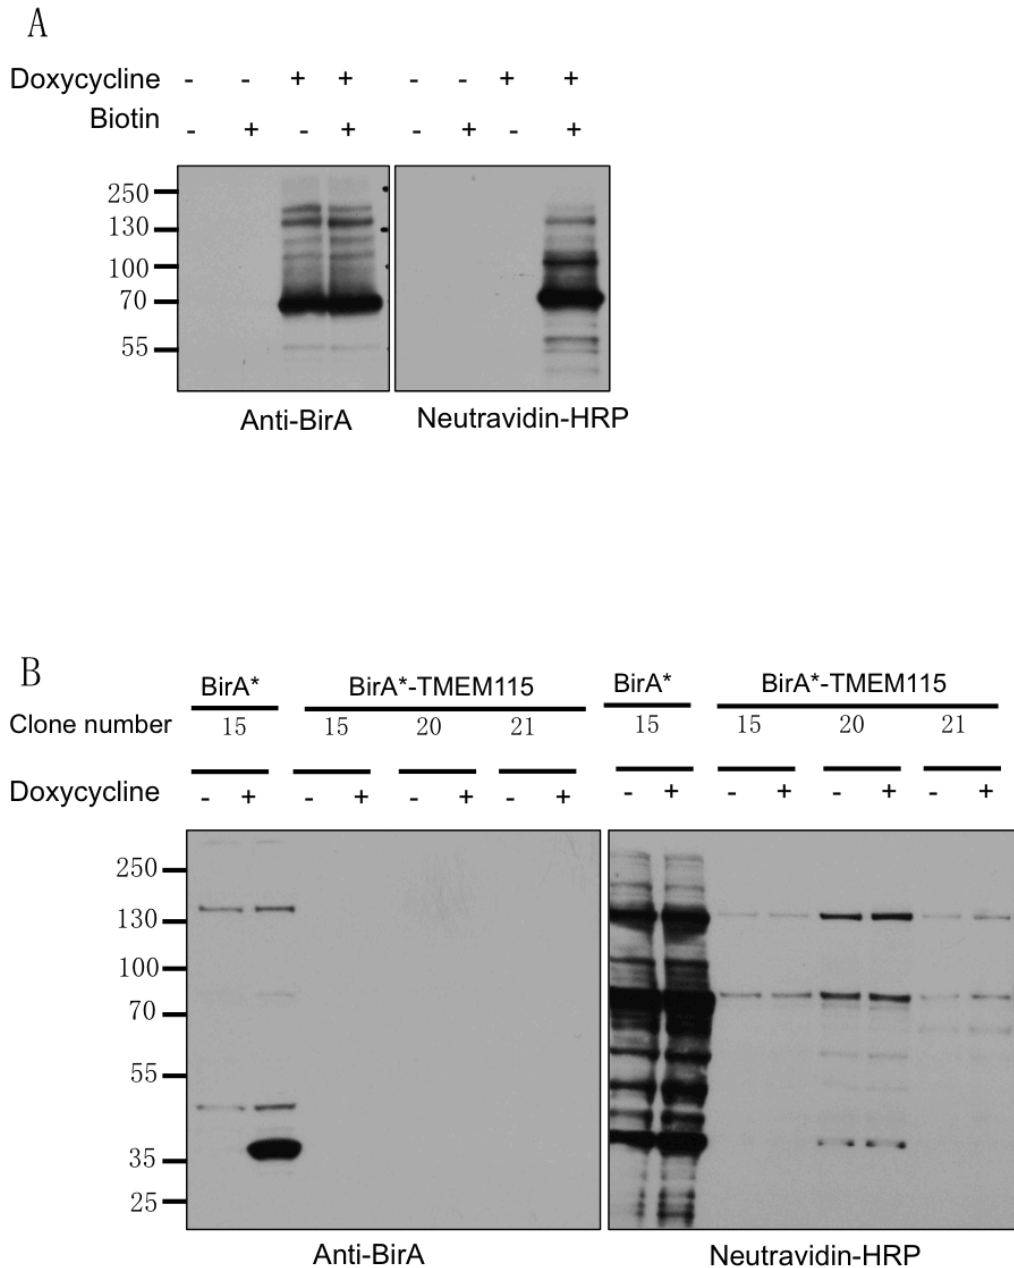 A
Doxycycline - - + + - - + +
Biotin - + - + - + - +
250
130
100
70
55
Anti-BirA Neutravidin-HRP
B
BirA* BirA*-TMEM115 BirA* BirA*-TMEM115
Clone number 15 15 20 21 15 15 20 21
Doxycycline - + - + - + - + - + - + - + - +
250
130
100
70
55
35
25
Anti-BirA Neutravidin-HRP